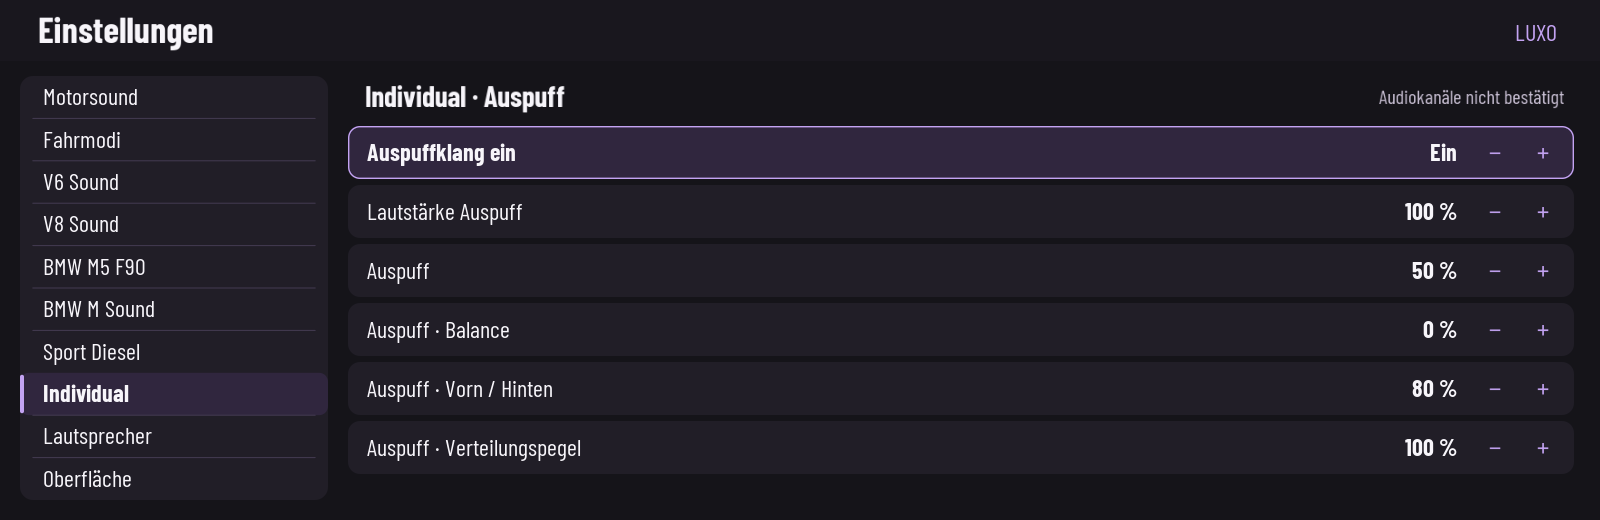 Einstellungen
LUXO
Motorsound
Fahrmodi
V6 Sound
V8 Sound
BMW M5 F90
BMW M Sound
Sport Diesel
Individual
Lautsprecher
Oberfläche
Individual · Auspuff
Audiokanäle nicht bestätigt
Auspuffklang ein Ein − +
Lautstärke Auspuff 100 % − +
Auspuff 50 % − +
Auspuff · Balance 0 % − +
Auspuff · Vorn / Hinten 80 % − +
Auspuff · Verteilungspegel 100 % − +